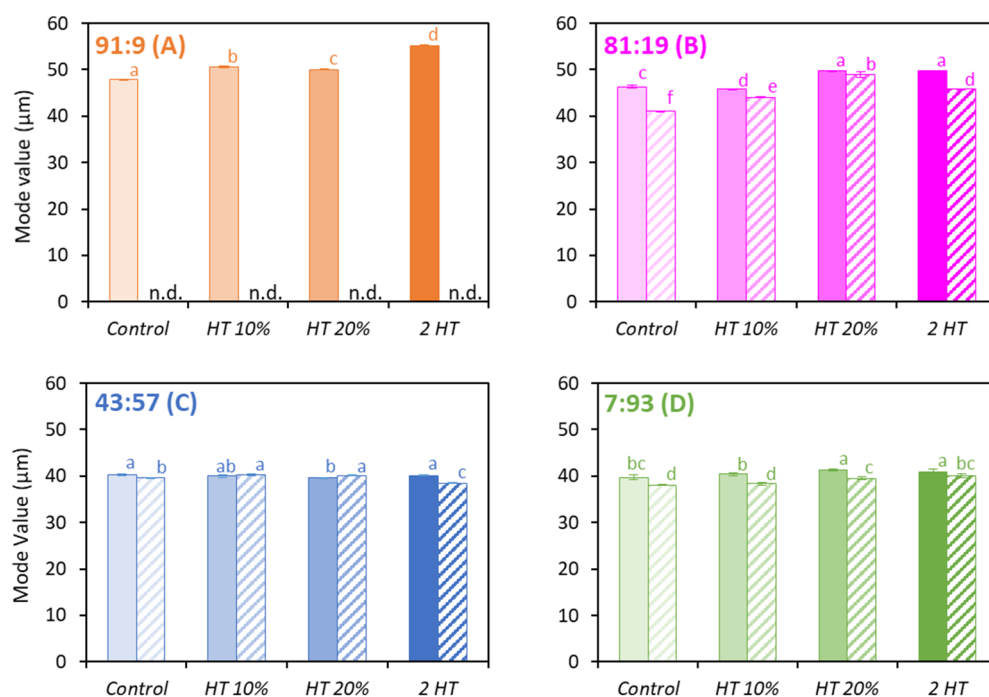 60
50
40
30
20
10
0
Mode value (µm)
91:9 (A)
a
b
c
d
n.d.
n.d.
n.d.
n.d.
Control
HT 10%
HT 20%
2 HT
60
50
40
30
20
10
0
81:19 (B)
c
f
d
e
a
b
a
d
Control
HT 10%
HT 20%
2 HT
60
50
40
30
20
10
0
Mode Value (µm)
43:57 (C)
a
b
ab
a
b
a
a
c
Control
HT 10%
HT 20%
2 HT
60
50
40
30
20
10
0
7:93 (D)
bc
d
b
d
a
c
a
bc
Control
HT 10%
HT 20%
2 HT